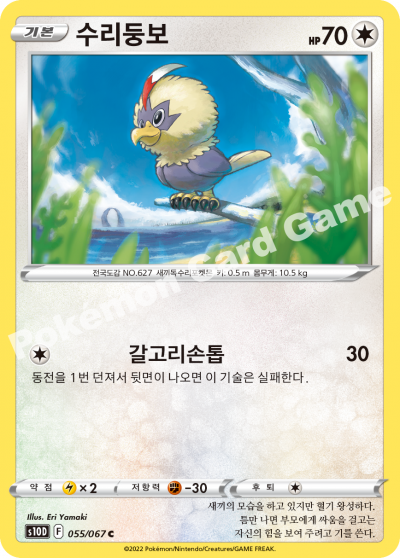 기본 수리둥보 HP 70
전국도감 NO.627 새끼독수리포켓몬 키: 0.5 m 몸무게: 10.5 kg
Pokémon Card Game
갈고리손톱 30
동전을 1번 던져서 뒷면이 나오면 이 기술은 실패한다.
약점 ×2 저항력 -30 후퇴
Illus. Eri Yamaki
s10D F 055/067 C
새끼의 모습을 하고 있지만 혈기 왕성하다.
틈만 나면 부모에게 싸움을 걸고는
자신의 힘을 보여 주려고 기를 쓴다.
©2022 Pokémon/Nintendo/Creatures/GAME FREAK.